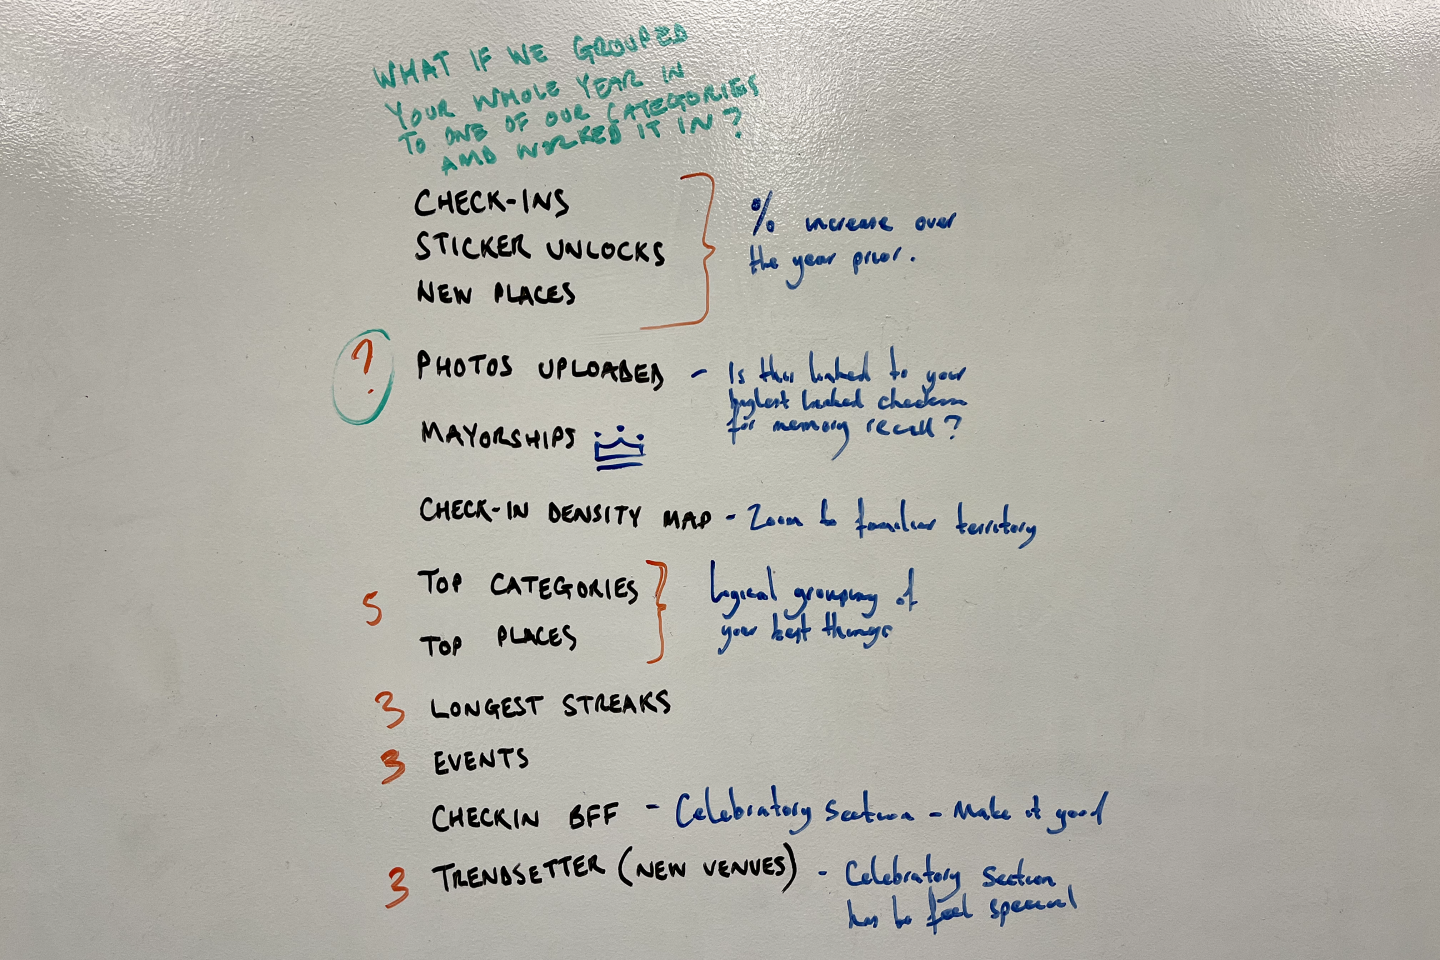 WHAT IF WE GROUPED
YOUR WHOLE YEAR IN
TO ONE OF OUR CATEGORIES
AND WORKED IT IN?
CHECK-INS
STICKER UNLOCKS
NEW PLACES
% increase over
the year prior.
?
PHOTOS UPLOADED - Is this linked to your
highest liked checkin
for memory recall?
MAYORSHIPS
CHECK-IN DENSITY MAP - Zoom to familiar territory
5
TOP CATEGORIES
TOP PLACES
Logical grouping of
your best things
3 LONGEST STREAKS
3 EVENTS
CHECKIN BFF - Celebratory Section - Make it good
3 TRENDSETTER (NEW VENUES) - Celebratory Section
has to feel special